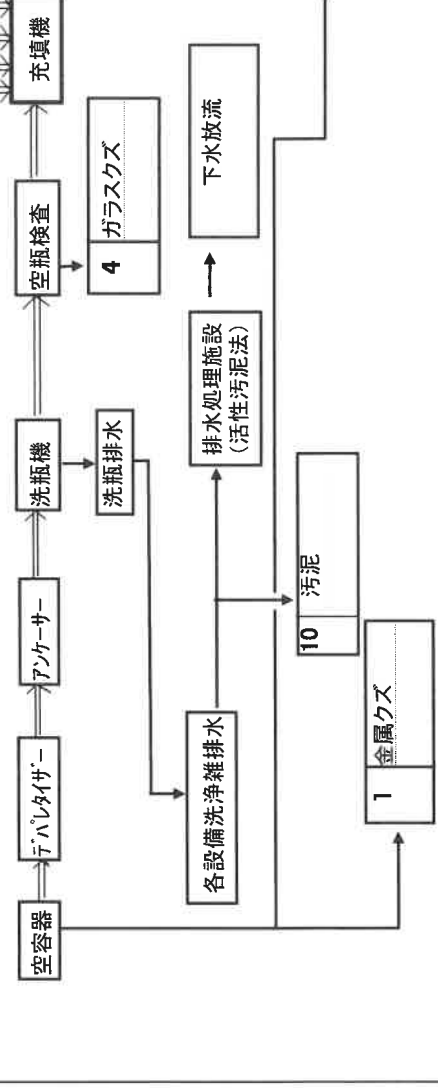 空容器
デパレタイザー
アンケーサー
洗瓶機
空瓶検査
充填機
洗瓶排水
4 ガラスクズ
各設備洗浄雑排水
排水処理施設
(活性汚泥法)
下水放流
10 汚泥
1 金属クズ